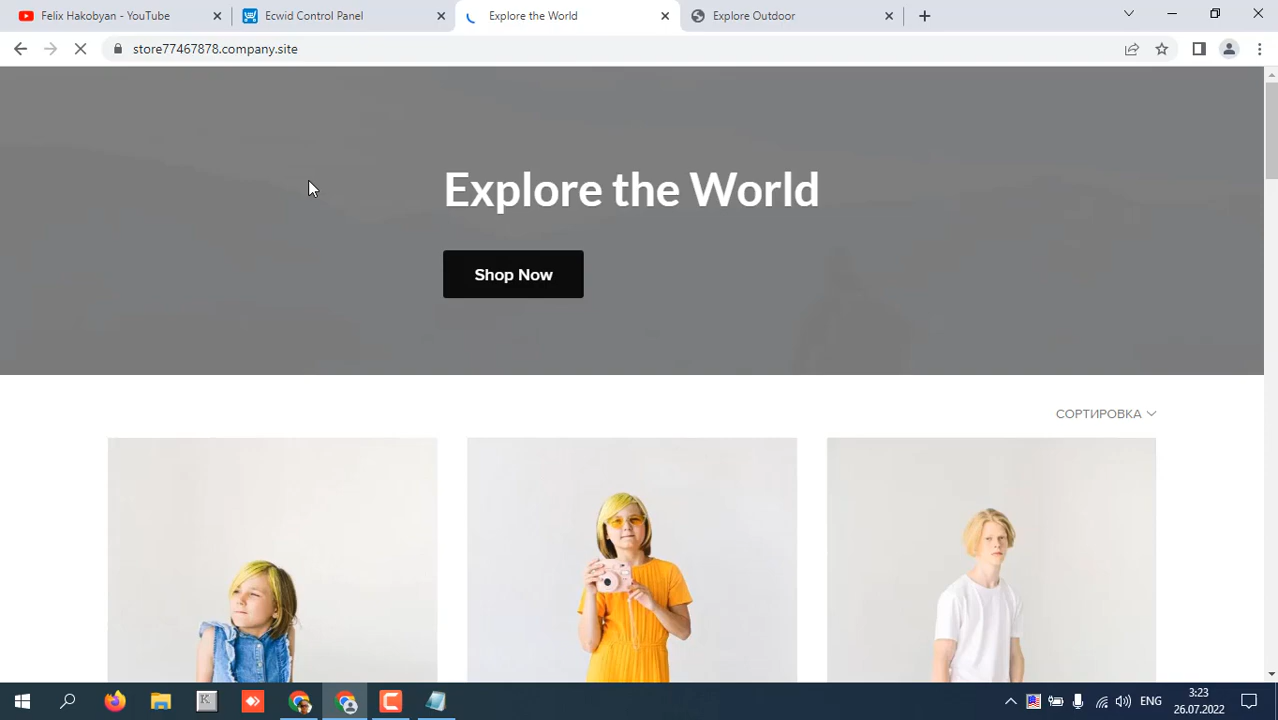 Felix Hakobyan - YouTube
Ecwid Control Panel
Explore the World
Explore Outdoor
store77467878.company.site
Explore the World
Shop Now
СОРТИРОВКА
ENG
3:23
26.07.2022